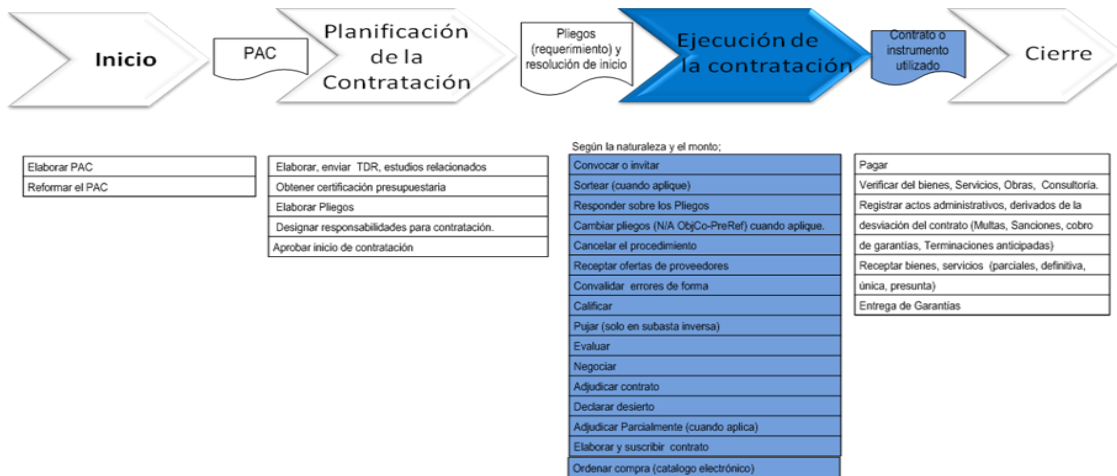 Inicio
PAC
Planificación
de la
Contratación
Pliegos
(requerimiento) y
resolución de inicio
Ejecución de
la contratación
Contrato o
instrumento
utilizado
Cierre
Elaborar PAC
Reformar el PAC
Elaborar, enviar TDR, estudios relacionados
Obtener certificación presupuestaria
Elaborar Pliegos
Designar responsabilidades para contratación.
Aprobar inicio de contratación
Según la naturaleza y el monto;
Convocar o invitar
Sortear (cuando aplique)
Responder sobre los Pliegos
Cambiar pliegos (N/A ObjCo-PreRef) cuando aplique.
Cancelar el procedimiento
Receptar ofertas de proveedores
Convalidar errores de forma
Calificar
Pujar (solo en subasta inversa)
Evaluar
Negociar
Adjudicar contrato
Declarar desierto
Adjudicar Parcialmente (cuando aplica)
Elaborar y suscribir contrato
Ordenar compra (catalogo electrónico)
Pagar
Verificar del bienes, Servicios, Obras, Consultoría.
Registrar actos administrativos, derivados de la
desviación del contrato (Multas, Sanciones, cobro
de garantías, Terminaciones anticipadas)
Receptar bienes, servicios (parciales, definitiva,
única, presunta)
Entrega de Garantías